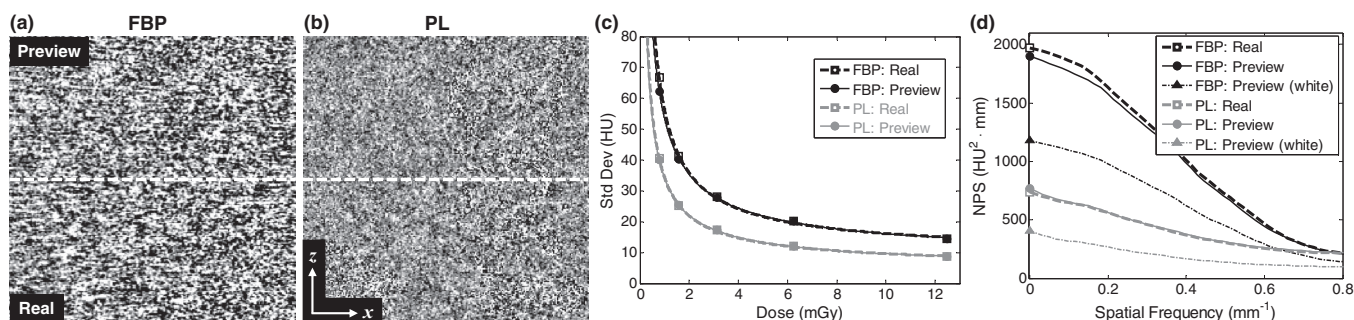 (a) FBP
Preview
Real
(b) PL
z
x
(c)
80
70
60
50
40
30
20
10
0
Std Dev (HU)
0 2 4 6 8 10 12
Dose (mGy)
FBP: Real
FBP: Preview
PL: Real
PL: Preview
(d)
2000
1500
1000
500
0
NPS (HU² · mm)
0 0.2 0.4 0.6 0.8
Spatial Frequency (mm⁻¹)
FBP: Real
FBP: Preview
FBP: Preview (white)
PL: Real
PL: Preview
PL: Preview (white)